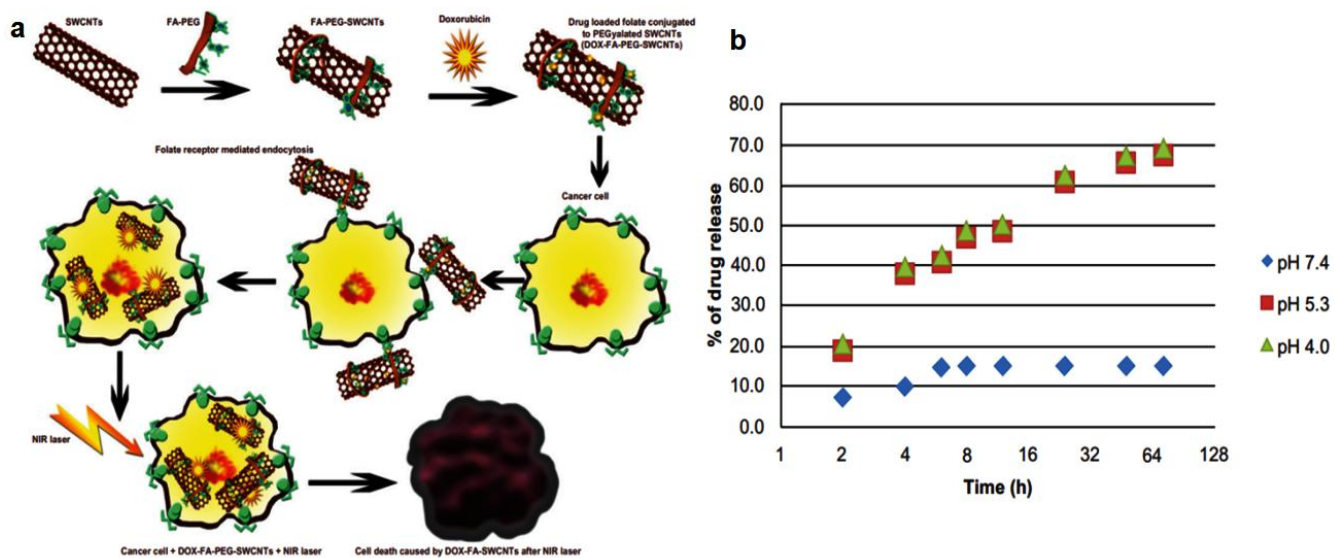 a
SWCNTs
FA-PEG
FA-PEG-SWCNTs
Doxorubicin
Drug loaded folate conjugated
to PEGyalated SWCNTs
(DOX-FA-PEG-SWCNTs)
Folate receptor mediated endocytosis
Cancer cell
NIR laser
Cancer cell + DOX-FA-PEG-SWCNTs + NIR laser
Cell death caused by DOX-FA-SWCNTs after NIR laser
b
% of drug release
80.0
70.0
60.0
50.0
40.0
30.0
20.0
10.0
0.0
1 2 4 8 16 32 64 128
Time (h)
pH 7.4
pH 5.3
pH 4.0